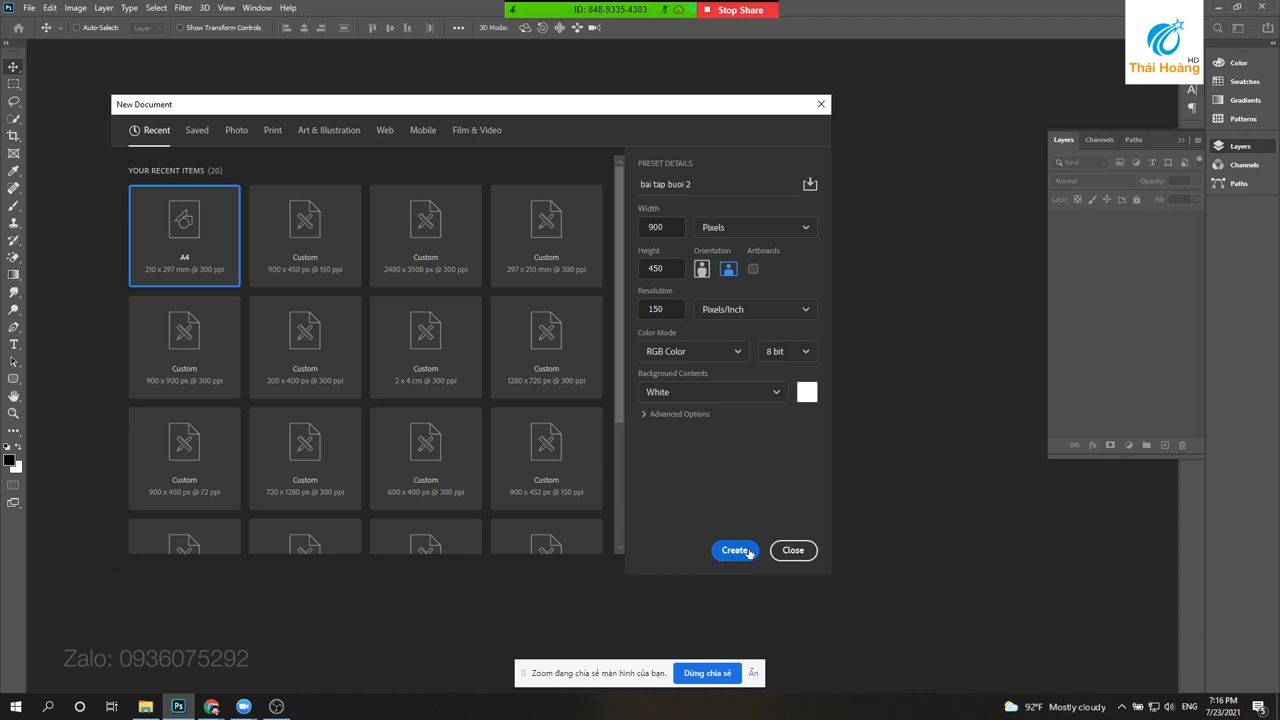 Ps File Edit Image Layer Type Select Filter 3D View Window Help
ID: 848-9335-4303 Stop Share
Auto-Select: Layer Show Transform Controls 3D Mode:
HD
Thái Hoàng
Color
Swatches
Gradients
Patterns
Layers
Channels
Paths
Layers Channels Paths
Kind
Normal Opacity:
Lock: Fill:
New Document
Recent Saved Photo Print Art & Illustration Web Mobile Film & Video
YOUR RECENT ITEMS (20)
A4
210 x 297 mm @ 300 ppi
Custom
900 x 450 px @ 150 ppi
Custom
2480 x 3508 px @ 300 ppi
Custom
297 x 210 mm @ 300 ppi
Custom
900 x 900 px @ 300 ppi
Custom
200 x 400 px @ 300 ppi
Custom
2 x 4 cm @ 300 ppi
Custom
1280 x 720 px @ 300 ppi
Custom
900 x 450 px @ 72 ppi
Custom
720 x 1280 px @ 300 ppi
Custom
600 x 400 px @ 300 ppi
Custom
900 x 452 px @ 150 ppi
PRESET DETAILS
bai tap buoi 2
Width
900 Pixels
Height Orientation Artboards
450
Resolution
150 Pixels/Inch
Color Mode
RGB Color 8 bit
Background Contents
White
Advanced Options
Create Close
Zalo: 0936075292
Zoom đang chia sẻ màn hình của bạn. Dừng chia sẻ Ẩn
Ps
92°F Mostly cloudy
7:16 PM
7/23/2021